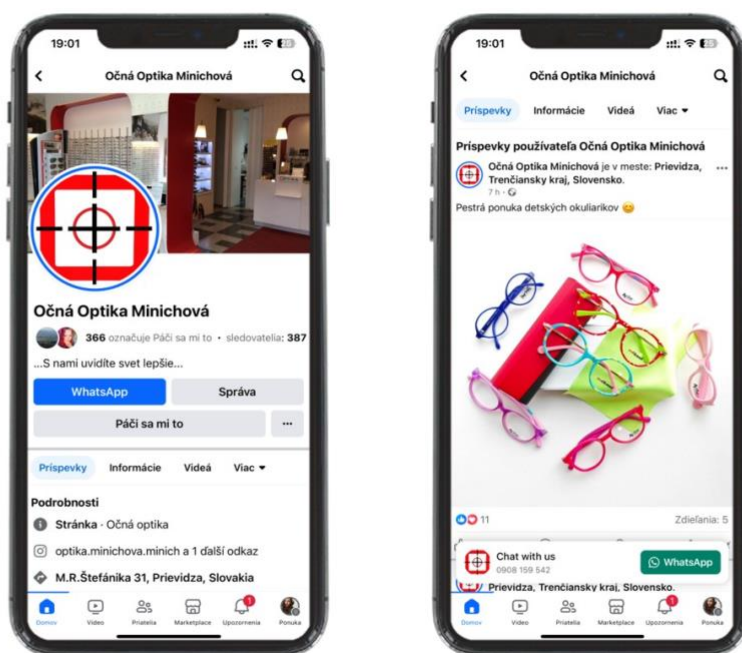 19:01
25
Očná Optika Minichová
Očná Optika Minichová
366 označuje Páči sa mi to • sledovatelia: 387
...S nami uvidíte svet lepšie...
WhatsApp
Správa
Páči sa mi to
Príspevky
Informácie
Videá
Viac
Podrobnosti
Stránka · Očná optika
optika.minichova.minich a 1 ďalší odkaz
M.R.Štefánika 31, Prievidza, Slovakia
1
Domov
Video
Priatelia
Marketplace
Upozornenia
Ponuka
19:01
25
Očná Optika Minichová
Príspevky
Informácie
Videá
Viac
Príspevky používateľa Očná Optika Minichová
Očná Optika Minichová je v meste: Prievidza,
Trenčiansky kraj, Slovensko.
7 h
Pestrá ponuka detských okuliarikov
11
Zdieľania: 5
Chat with us
0908 159 542
WhatsApp
Prievidza, Trenčiansky kraj, Slovensko.
1
Domov
Video
Priatelia
Marketplace
Upozornenia
Ponuka